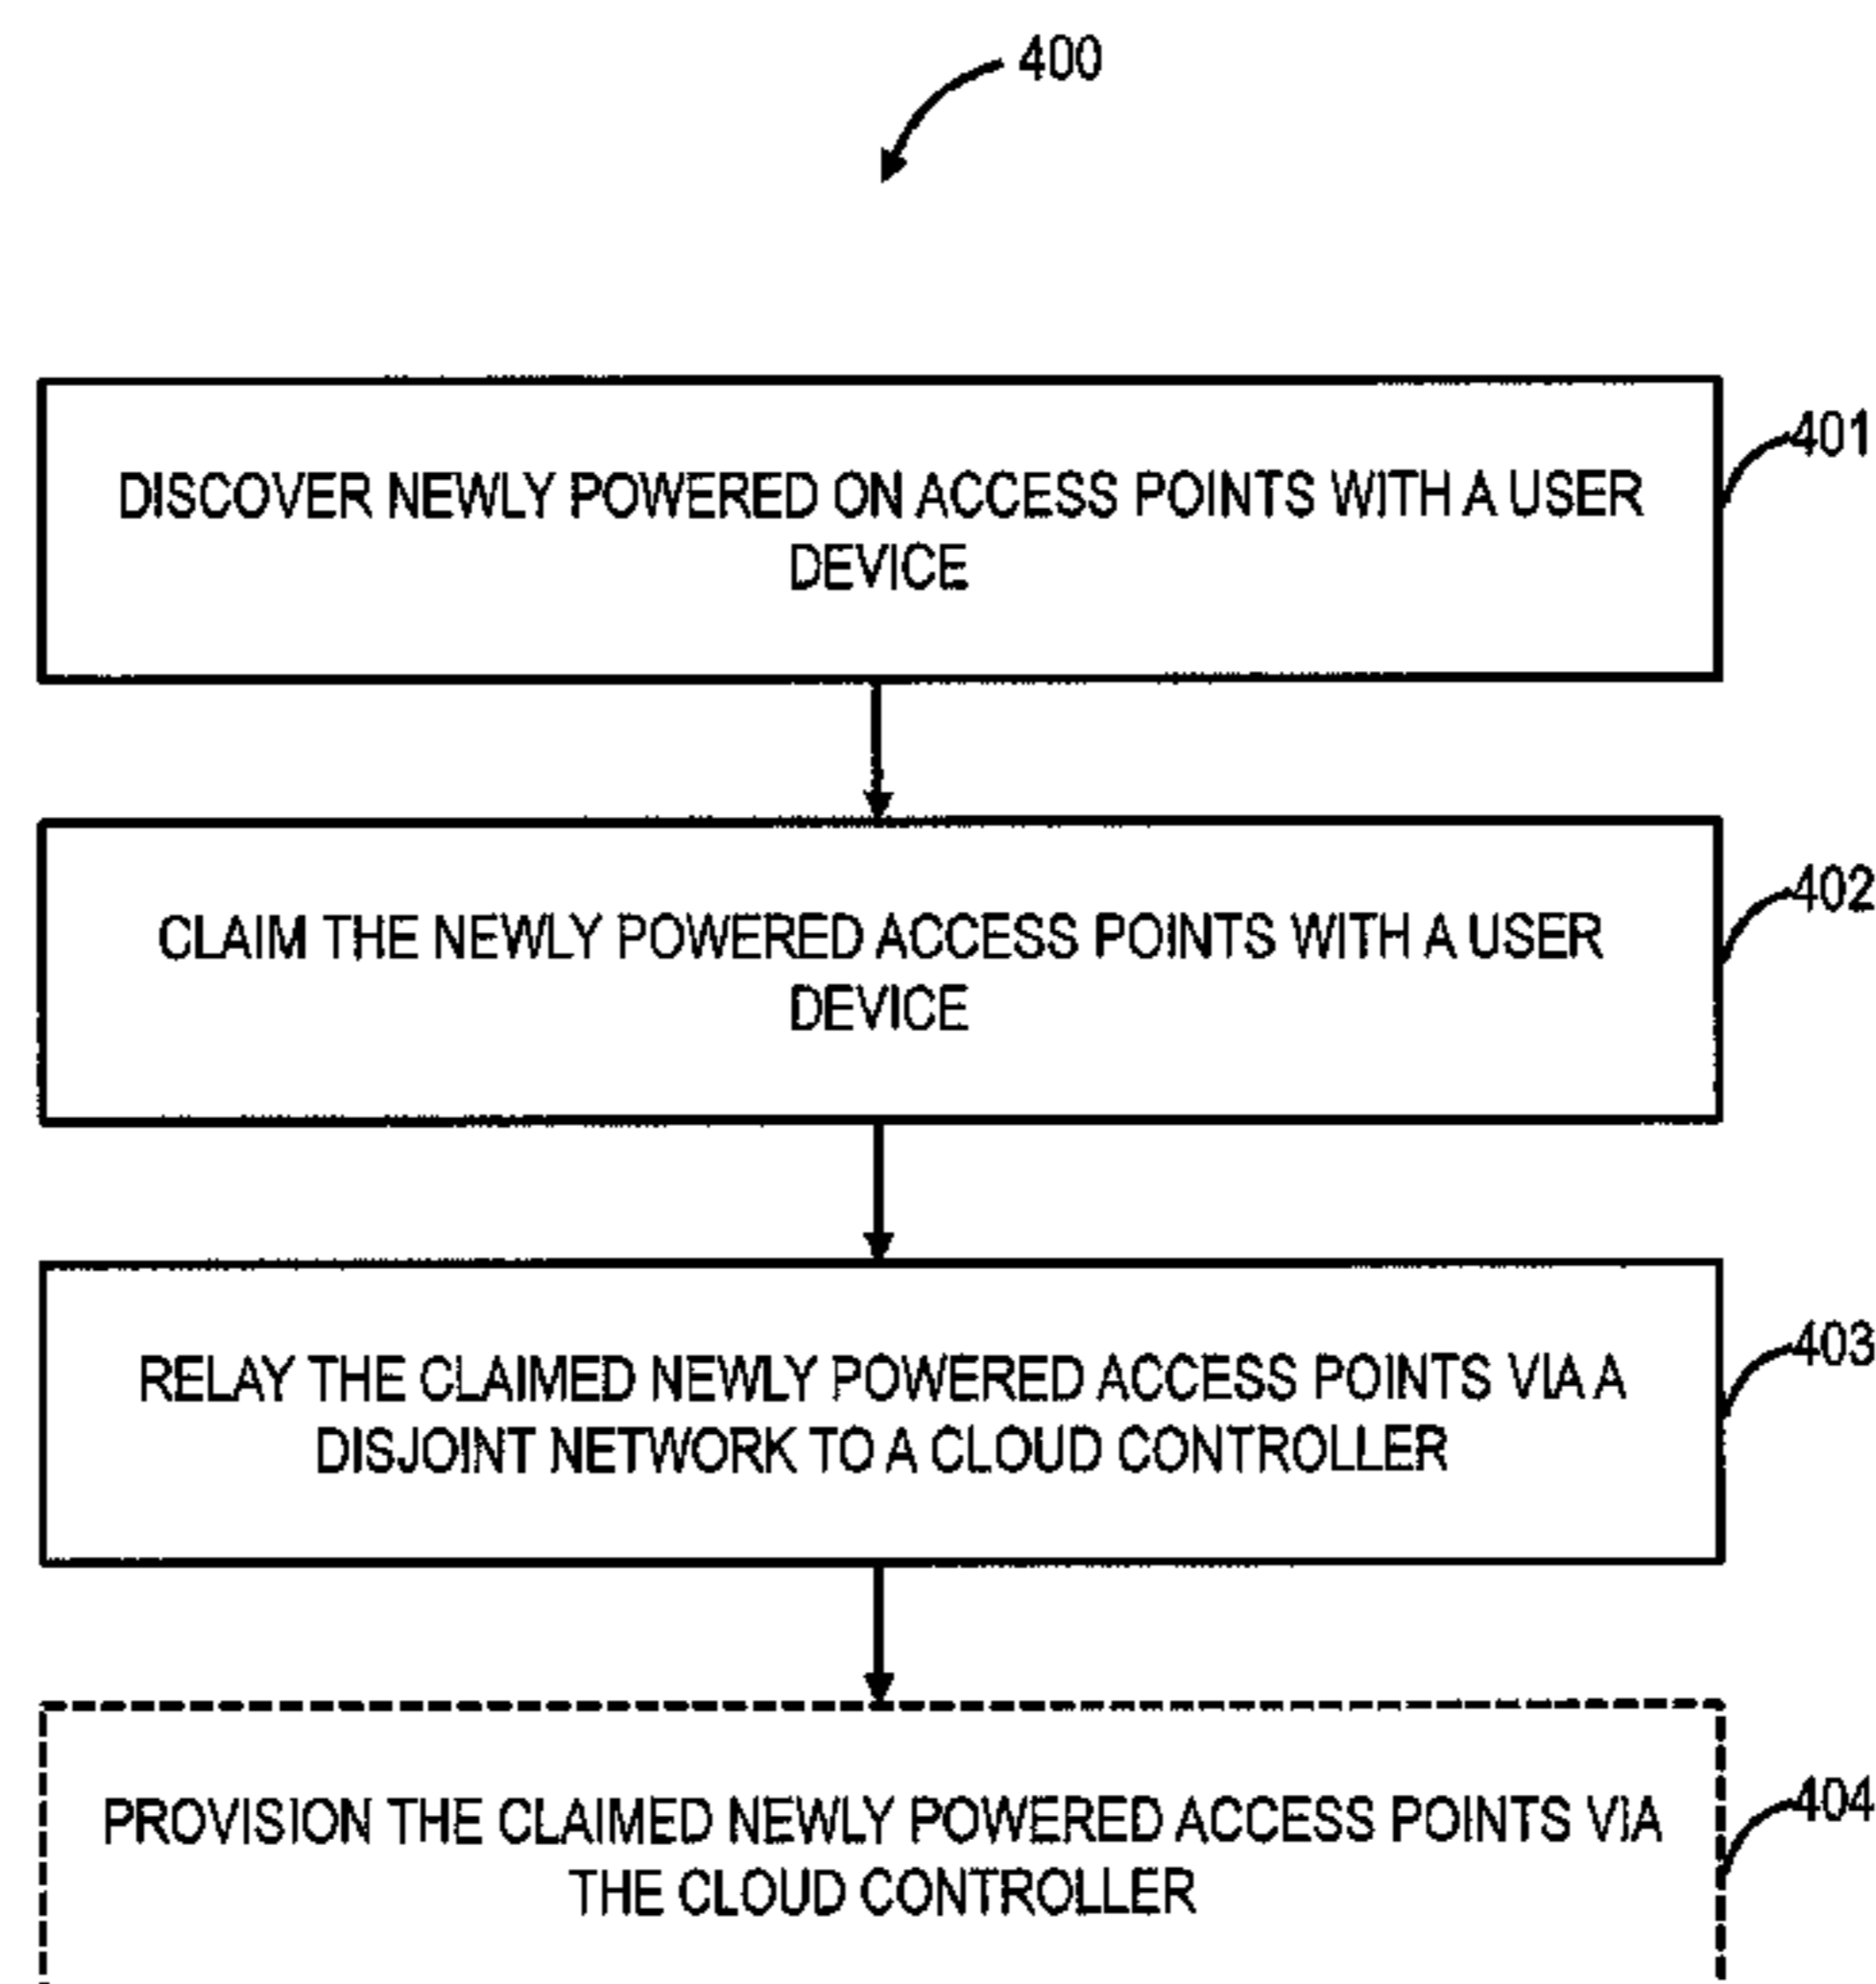 400
DISCOVER NEWLY POWERED ON ACCESS POINTS WITH A USER
DEVICE
401
CLAIM THE NEWLY POWERED ACCESS POINTS WITH A USER
DEVICE
402
RELAY THE CLAIMED NEWLY POWERED ACCESS POINTS VIA A
DISJOINT NETWORK TO A CLOUD CONTROLLER
403
PROVISION THE CLAIMED NEWLY POWERED ACCESS POINTS VIA
THE CLOUD CONTROLLER
404